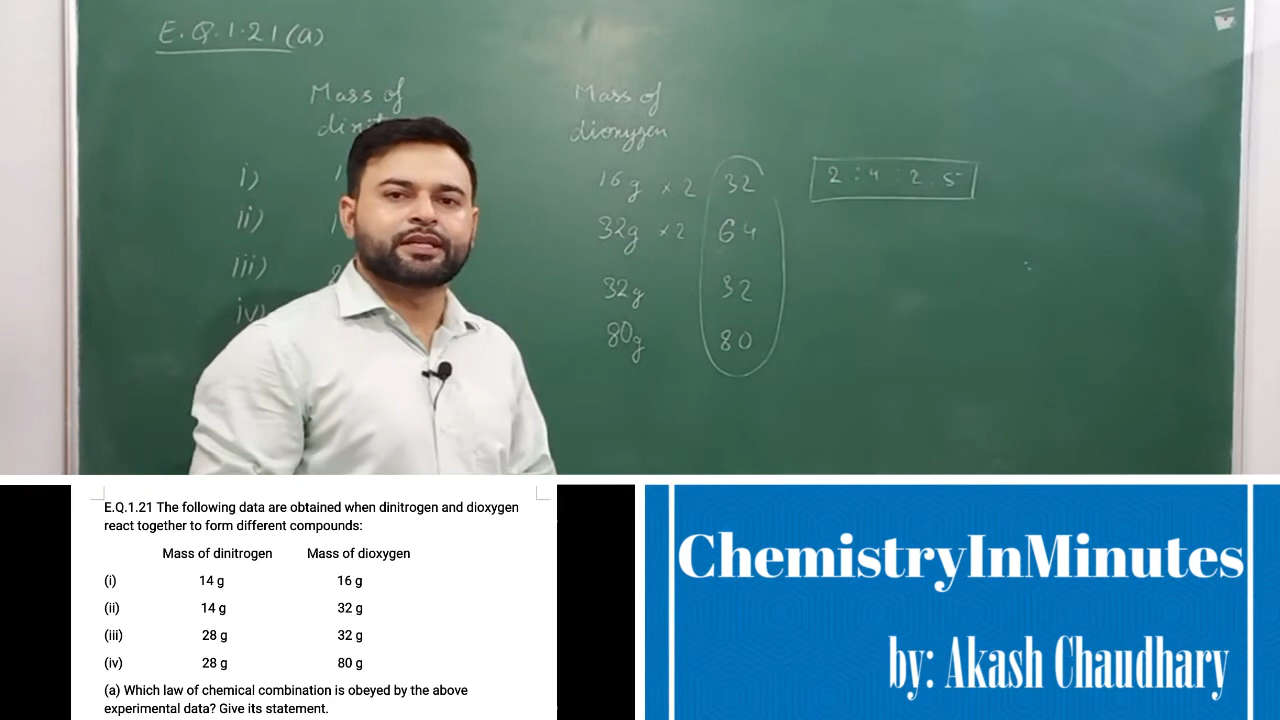 E.Q.1.21(a)
Mass of
Mass of
dioxygen
i)
16g × 2 32
2 : 4 : 2 : 5
ii)
32g × 2 64
iii)
32g 32
80g 80
E.Q.1.21 The following data are obtained when dinitrogen and dioxygen
react together to form different compounds:
Mass of dinitrogen Mass of dioxygen
(i) 14 g 16 g
(ii) 14 g 32 g
(iii) 28 g 32 g
(iv) 28 g 80 g
(a) Which law of chemical combination is obeyed by the above
experimental data? Give its statement.
ChemistryInMinutes
by: Akash Chaudhary